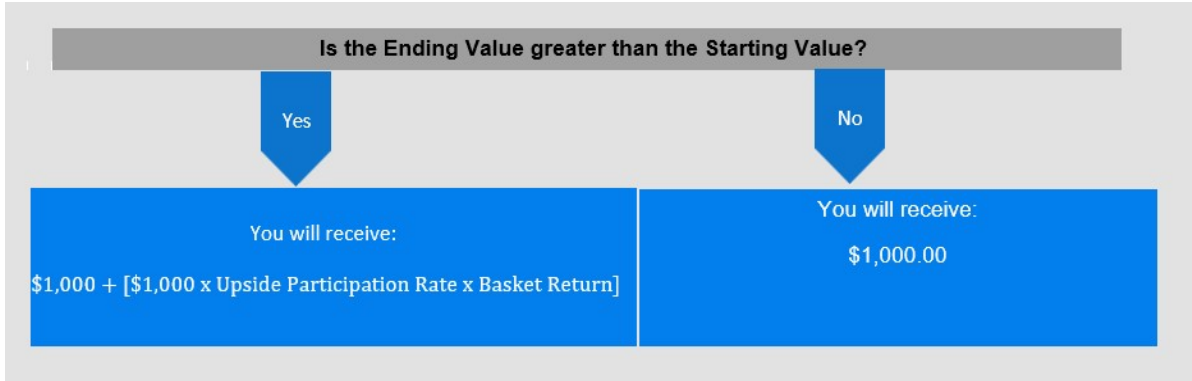 Is the Ending Value greater than the Starting Value?
Yes
No
You will receive:
$1,000 + [$1,000 x Upside Participation Rate x Basket Return]
You will receive:
$1,000.00